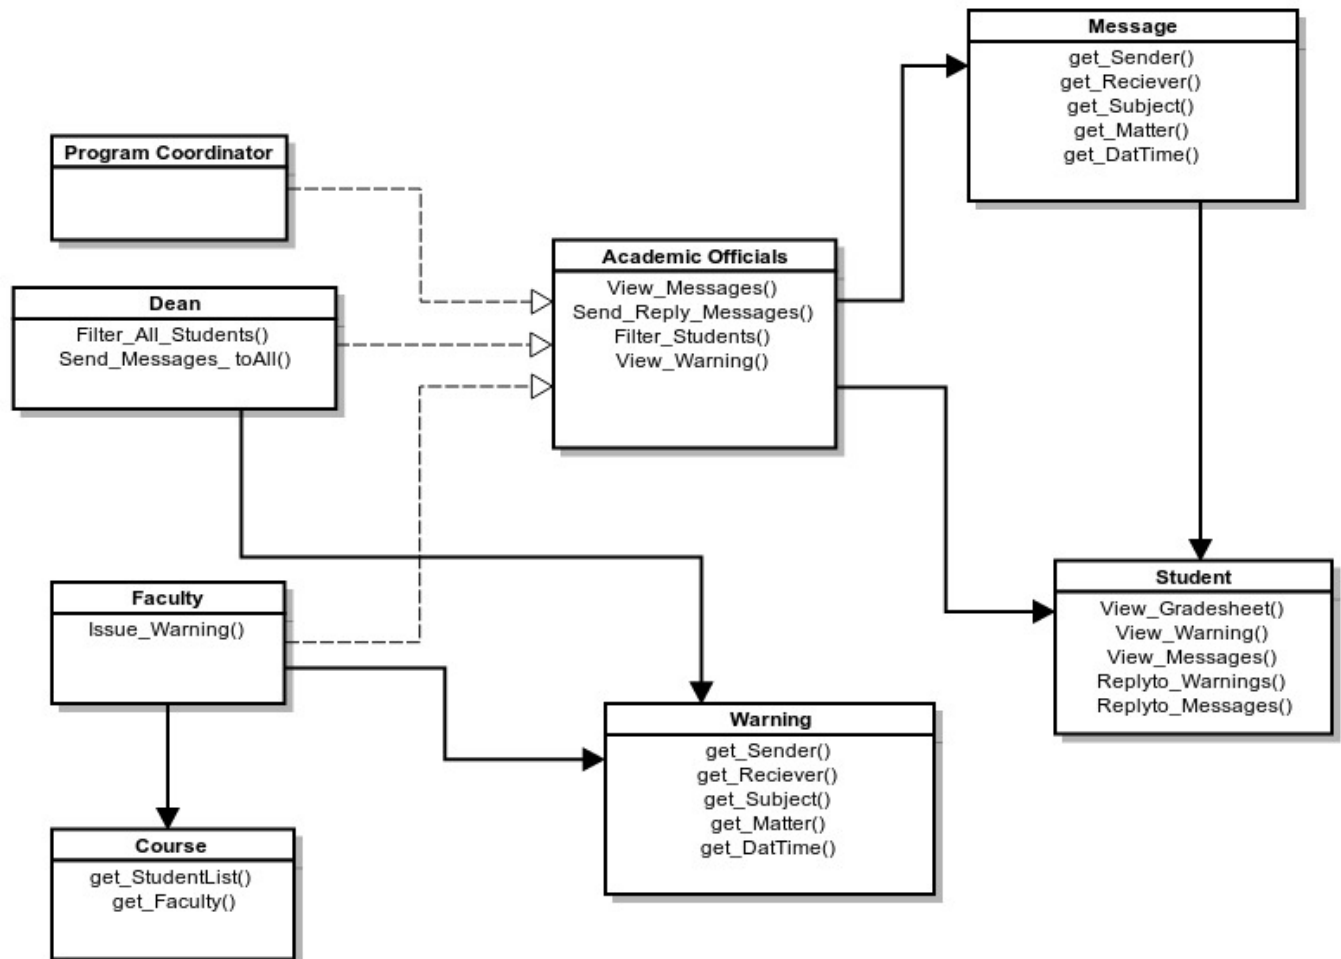 Message
get_Sender()
get_Reciever()
get_Subject()
get_Matter()
get_DatTime()
Program Coordinator
Academic Officials
View_Messages()
Send_Reply_Messages()
Filter_Students()
View_Warning()
Dean
Filter_All_Students()
Send_Messages_ toAll()
Faculty
Issue_Warning()
Student
View_Gradesheet()
View_Warning()
View_Messages()
Replyto_Warnings()
Replyto_Messages()
Warning
get_Sender()
get_Reciever()
get_Subject()
get_Matter()
get_DatTime()
Course
get_StudentList()
get_Faculty()